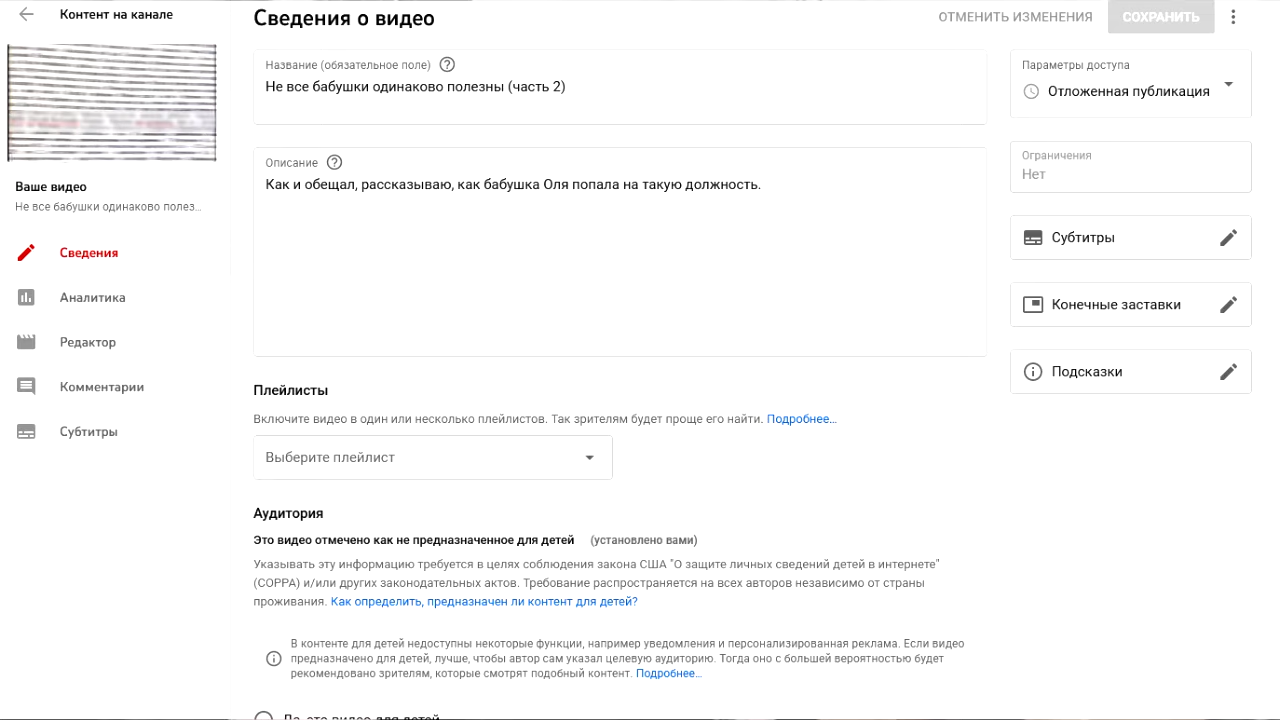 Контент на канале
Сведения о видео
ОТМЕНИТЬ ИЗМЕНЕНИЯ
СОХРАНИТЬ
Ваше видео
Не все бабушки одинаково полез...
Сведения
Аналитика
Редактор
Комментарии
Субтитры
Название (обязательное поле)
Не все бабушки одинаково полезны (часть 2)
Описание
Как и обещал, рассказываю, как бабушка Оля попала на такую должность.
Плейлисты
Включите видео в один или несколько плейлистов. Так зрителям будет проще его найти. Подробнее...
Выберите плейлист
Аудитория
Это видео отмечено как не предназначенное для детей (установлено вами)
Указывать эту информацию требуется в целях соблюдения закона США "О защите личных сведений детей в интернете"
(COPPA) и/или других законодательных актов. Требование распространяется на всех авторов независимо от страны
проживания. Как определить, предназначен ли контент для детей?
В контенте для детей недоступны некоторые функции, например уведомления и персонализированная реклама. Если видео
предназначено для детей, лучше, чтобы автор сам указал целевую аудиторию. Тогда оно с большей вероятностью будет
рекомендовано зрителям, которые смотрят подобный контент. Подробнее...
Да, это видео для детей
Параметры доступа
Отложенная публикация
Ограничения
Нет
Субтитры
Конечные заставки
Подсказки